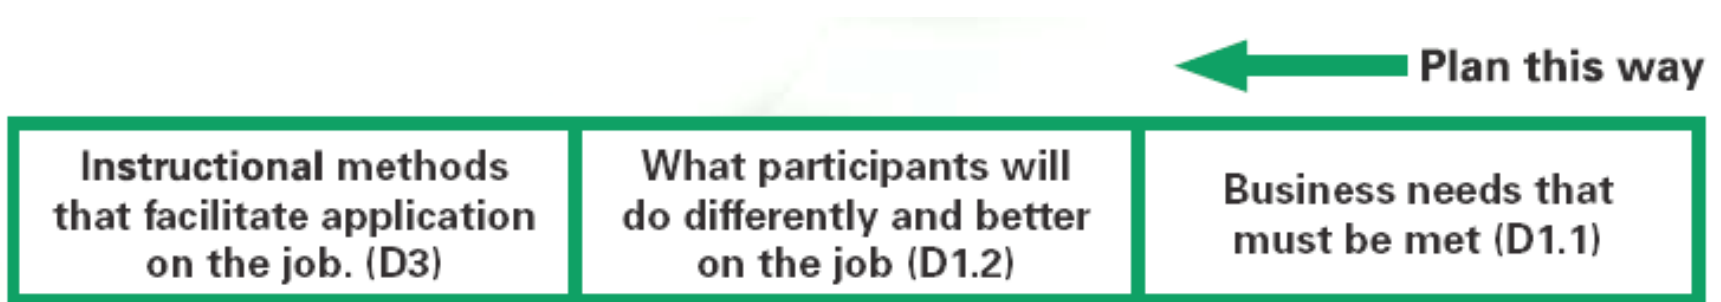 Plan this way
Instructional methods
that facilitate application
on the job. (D3)
What participants will
do differently and better
on the job (D1.2)
Business needs that
must be met (D1.1)